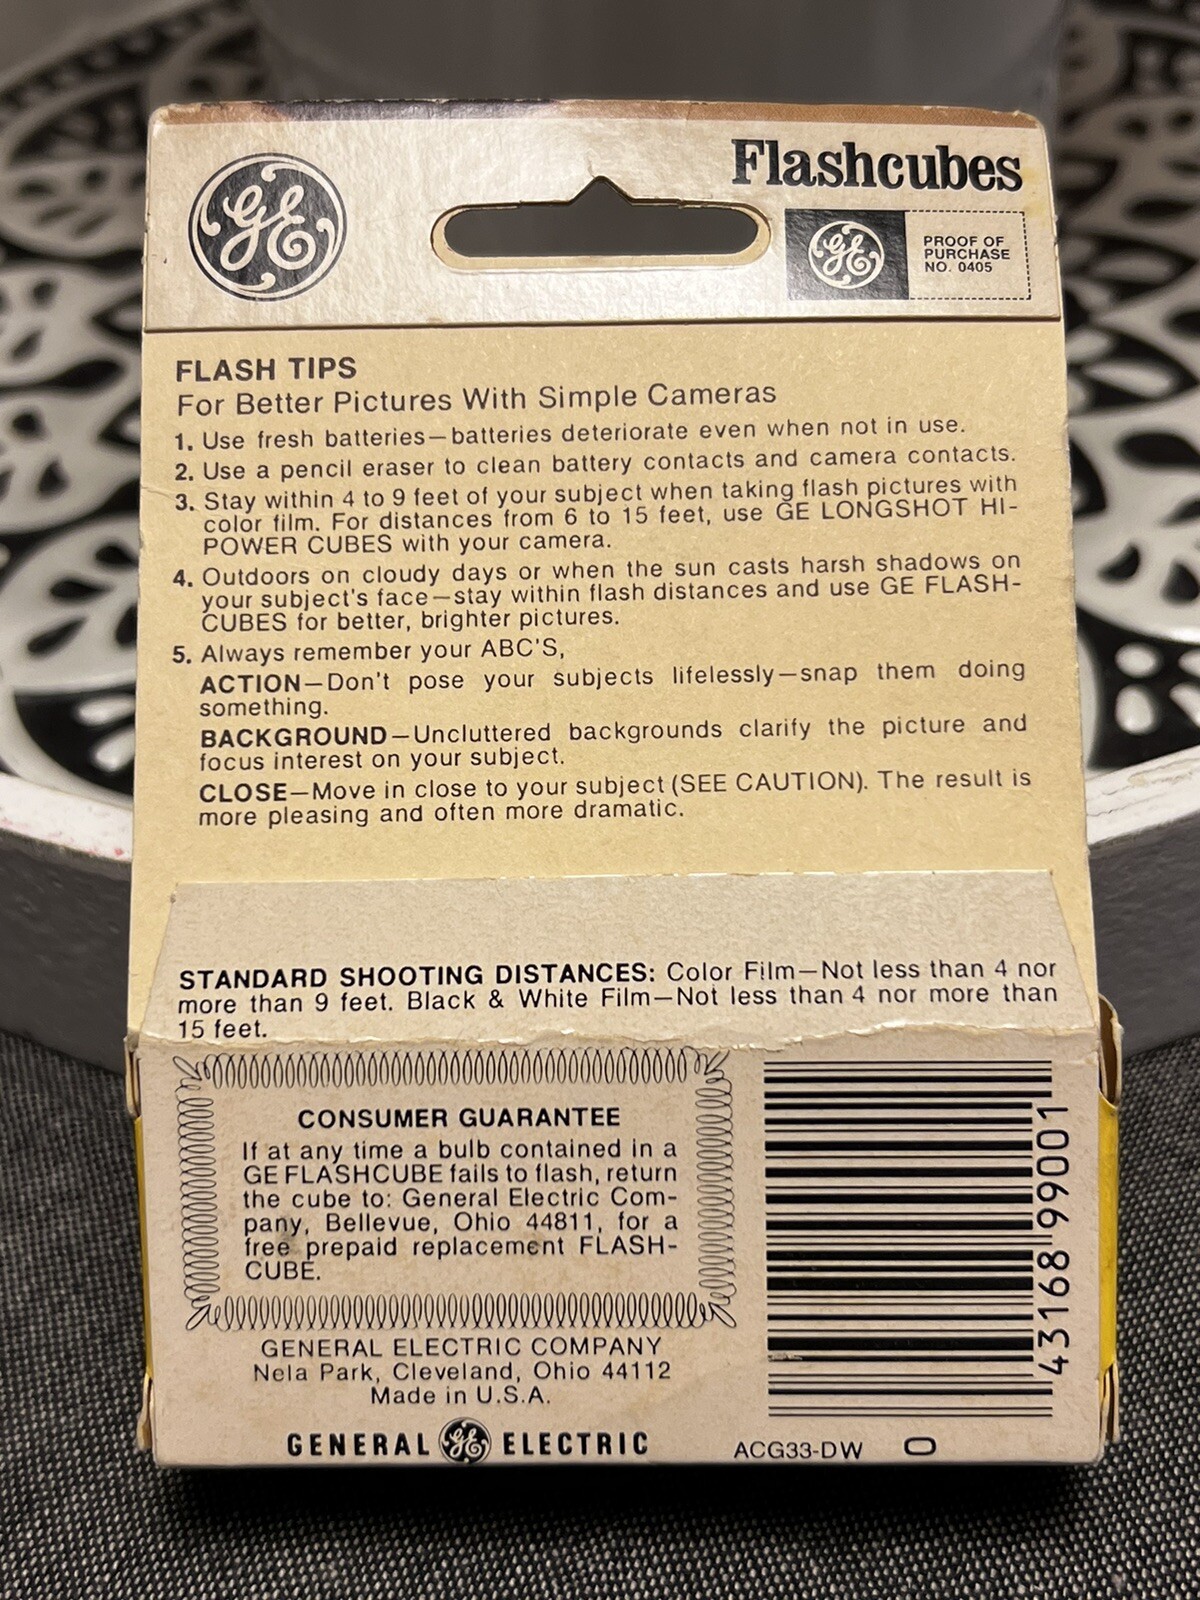 GE
Flashcubes
GE
PROOF OF
PURCHASE
NO. 0405
FLASH TIPS
For Better Pictures With Simple Cameras
1. Use fresh batteries—batteries deteriorate even when not in use.
2. Use a pencil eraser to clean battery contacts and camera contacts.
3. Stay within 4 to 9 feet of your subject when taking flash pictures with
color film. For distances from 6 to 15 feet, use GE LONGSHOT HI-
POWER CUBES with your camera.
4. Outdoors on cloudy days or when the sun casts harsh shadows on
your subject's face—stay within flash distances and use GE FLASH-
CUBES for better, brighter pictures.
5. Always remember your ABC'S,
ACTION—Don't pose your subjects lifelessly—snap them doing
something.
BACKGROUND—Uncluttered backgrounds clarify the picture and
focus interest on your subject.
CLOSE—Move in close to your subject (SEE CAUTION). The result is
more pleasing and often more dramatic.
STANDARD SHOOTING DISTANCES: Color Film—Not less than 4 nor
more than 9 feet. Black & White Film—Not less than 4 nor more than
15 feet.
CONSUMER GUARANTEE
If at any time a bulb contained in a
GE FLASHCUBE fails to flash, return
the cube to: General Electric Com-
pany, Bellevue, Ohio 44811, for a
free prepaid replacement FLASH-
CUBE.
GENERAL ELECTRIC COMPANY
Nela Park, Cleveland, Ohio 44112
Made in U.S.A.
GENERAL GE ELECTRIC
43168 99001
ACG33-DW
0